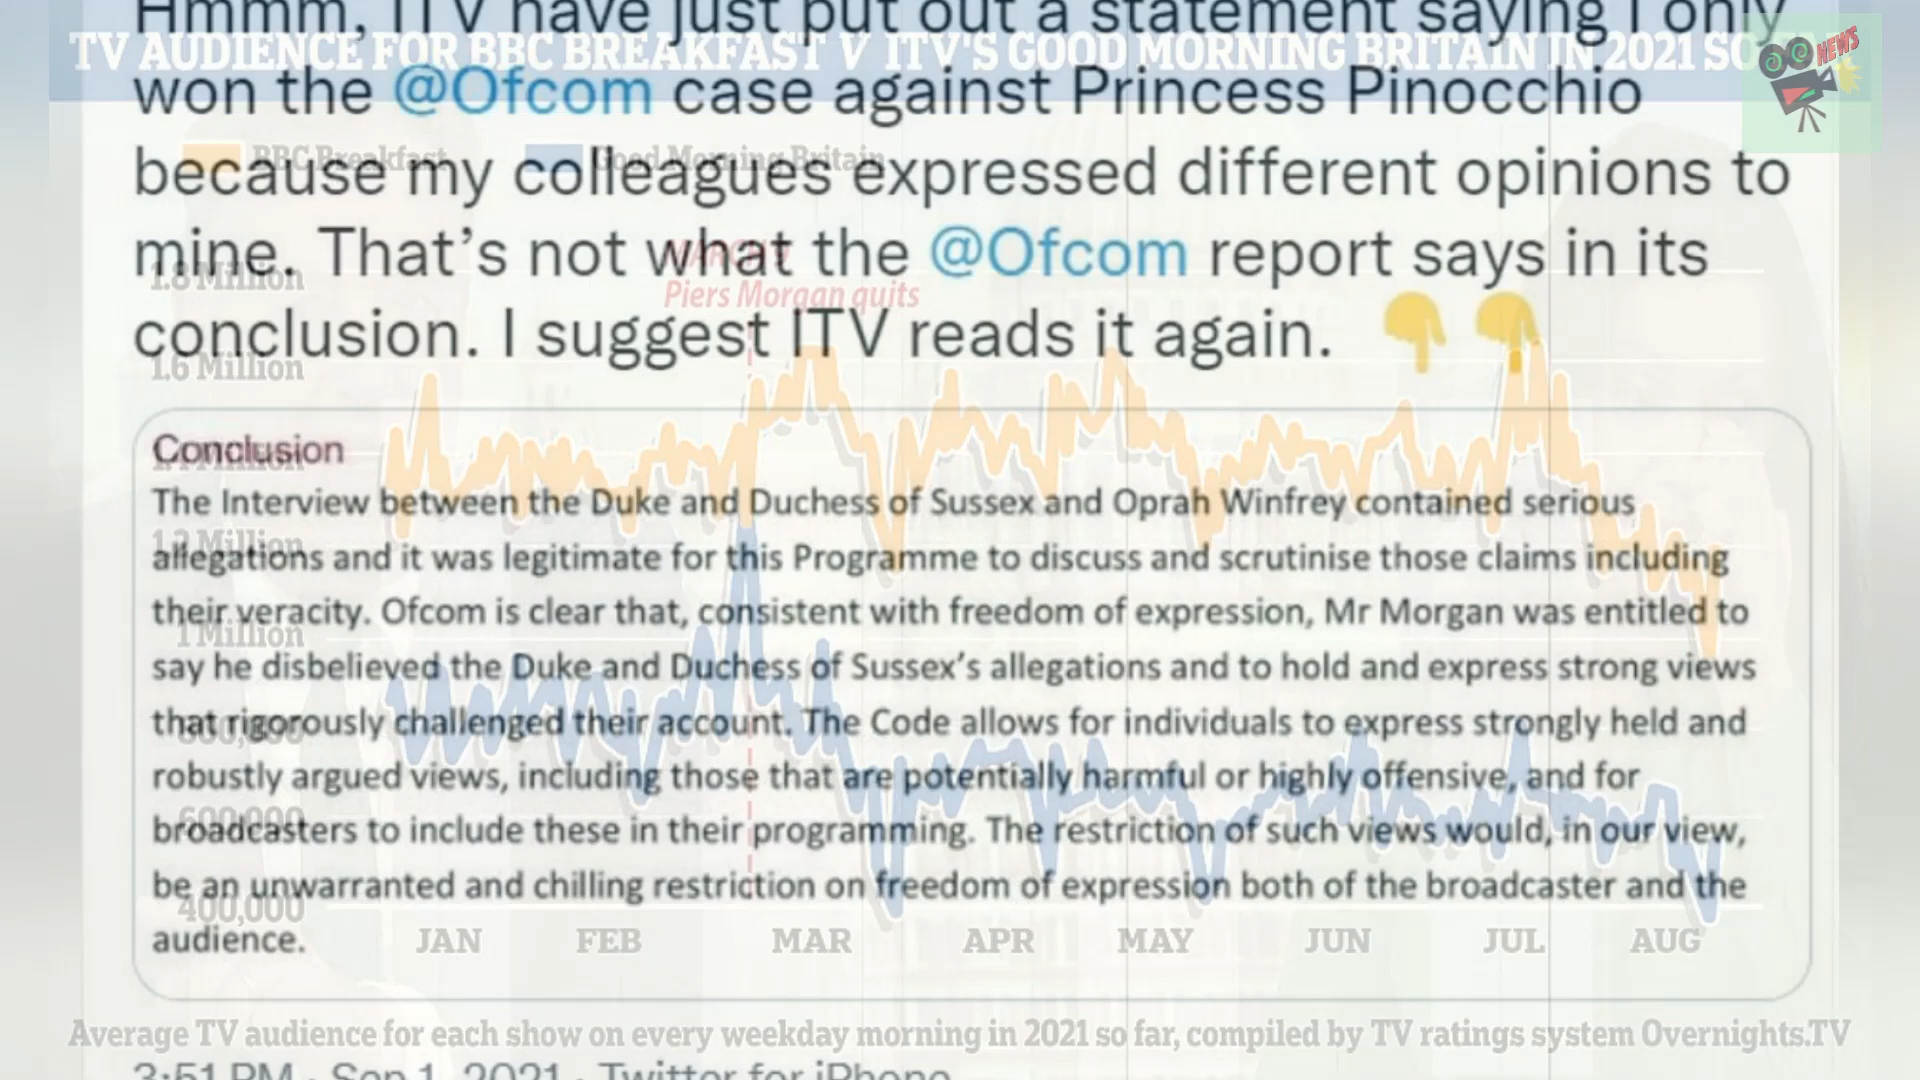 Hmmm, ITV have just put out a statement saying I only
TV AUDIENCE FOR BBC BREAKFAST V ITV'S GOOD MORNING BRITAIN IN 2021 SO
NEWS
won the @Ofcom case against Princess Pinocchio
BBC Breakfast
Good Morning Britain
because my colleagues expressed different opinions to
MARCH 9
mine. That’s not what the @Ofcom report says in its
1.8 Million
Piers Morgan quits
conclusion. I suggest ITV reads it again. 👇👇
1.6 Million
Conclusion
The Interview between the Duke and Duchess of Sussex and Oprah Winfrey contained serious
1.2 Million
allegations and it was legitimate for this Programme to discuss and scrutinise those claims including
their veracity. Ofcom is clear that, consistent with freedom of expression, Mr Morgan was entitled to
1 Million
say he disbelieved the Duke and Duchess of Sussex’s allegations and to hold and express strong views
that rigorously challenged their account. The Code allows for individuals to express strongly held and
robustly argued views, including those that are potentially harmful or highly offensive, and for
600,000
broadcasters to include these in their programming. The restriction of such views would, in our view,
be an unwarranted and chilling restriction on freedom of expression both of the broadcaster and the
400,000
audience.
JAN FEB MAR APR MAY JUN JUL AUG
Average TV audience for each show on every weekday morning in 2021 so far, compiled by TV ratings system Overnights.TV
3:51 PM · Sep 1, 2021 · Twitter for iPhone